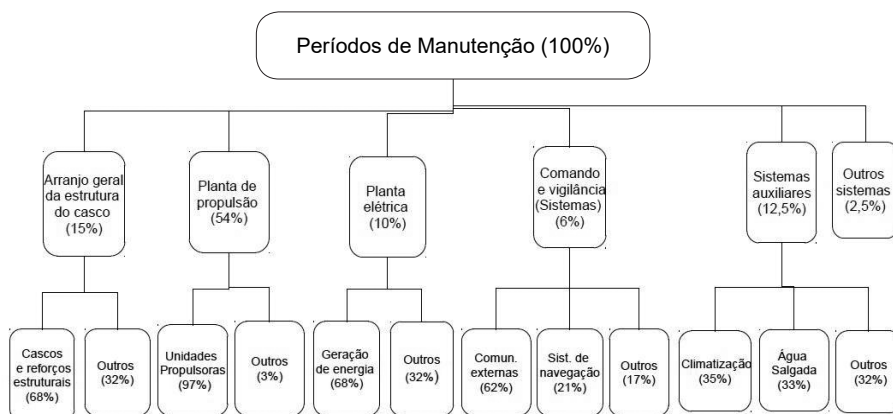 Períodos de Manutenção (100%)
Arranjo geral
da estrutura
do casco
(15%)
Planta de
propulsão
(54%)
Planta
elétrica
(10%)
Comando
e vigilância
(Sistemas)
(6%)
Sistemas
auxiliares
(12,5%)
Outros
sistemas
(2,5%)
Cascos
e reforços
estruturais
(68%)
Outros
(32%)
Unidades
Propulsoras
(97%)
Outros
(3%)
Geração
de energia
(68%)
Outros
(32%)
Comun.
externas
(62%)
Sist. de
navegação
(21%)
Outros
(17%)
Climatização
(35%)
Água
Salgada
(33%)
Outros
(32%)